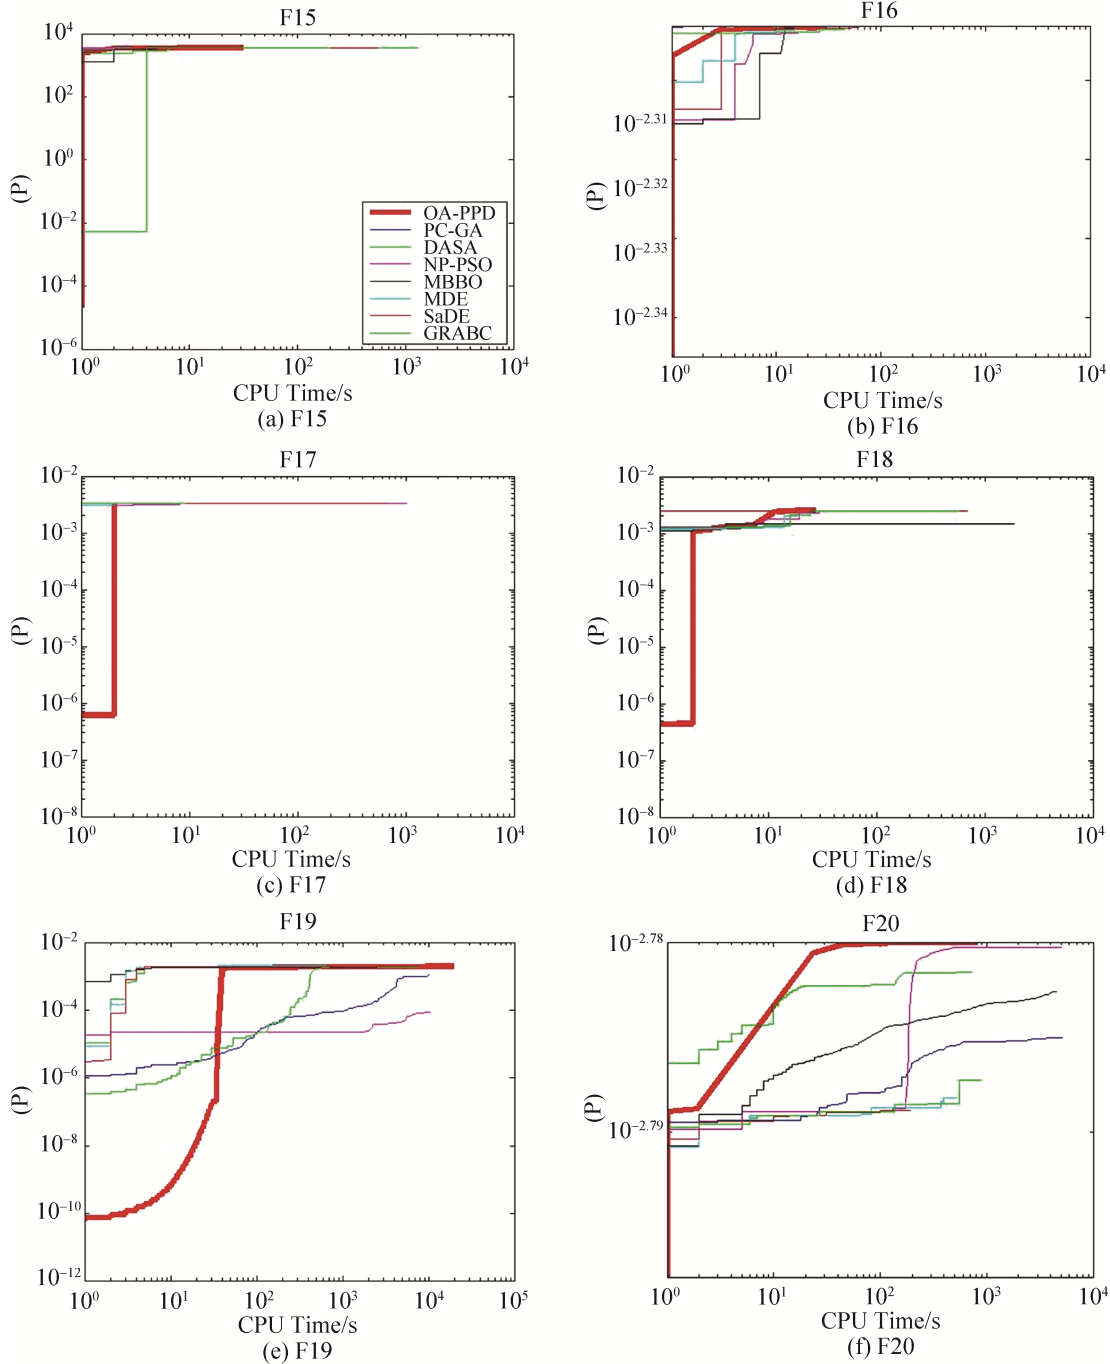 F15
10^4
10^2
10^0
10^−2
10^−4
10^−6
(P)
OA-PPD
PC-GA
DASA
NP-PSO
MBBO
MDE
SaDE
GRABC
10^0 10^1 10^2 10^3 10^4
CPU Time/s
(a) F15
F16
10^−2.31
10^−2.32
10^−2.33
10^−2.34
(P)
10^0 10^1 10^2 10^3 10^4
CPU Time/s
(b) F16
F17
10^−2
10^−3
10^−4
10^−5
10^−6
10^−7
10^−8
(P)
10^0 10^1 10^2 10^3 10^4
CPU Time/s
(c) F17
F18
10^−2
10^−3
10^−4
10^−5
10^−6
10^−7
10^−8
(P)
10^0 10^1 10^2 10^3 10^4
CPU Time/s
(d) F18
F19
10^−2
10^−4
10^−6
10^−8
10^−10
10^−12
(P)
10^0 10^1 10^2 10^3 10^4 10^5
CPU Time/s
(e) F19
F20
10^−2.78
10^−2.79
(P)
10^0 10^1 10^2 10^3 10^4
CPU Time/s
(f) F20